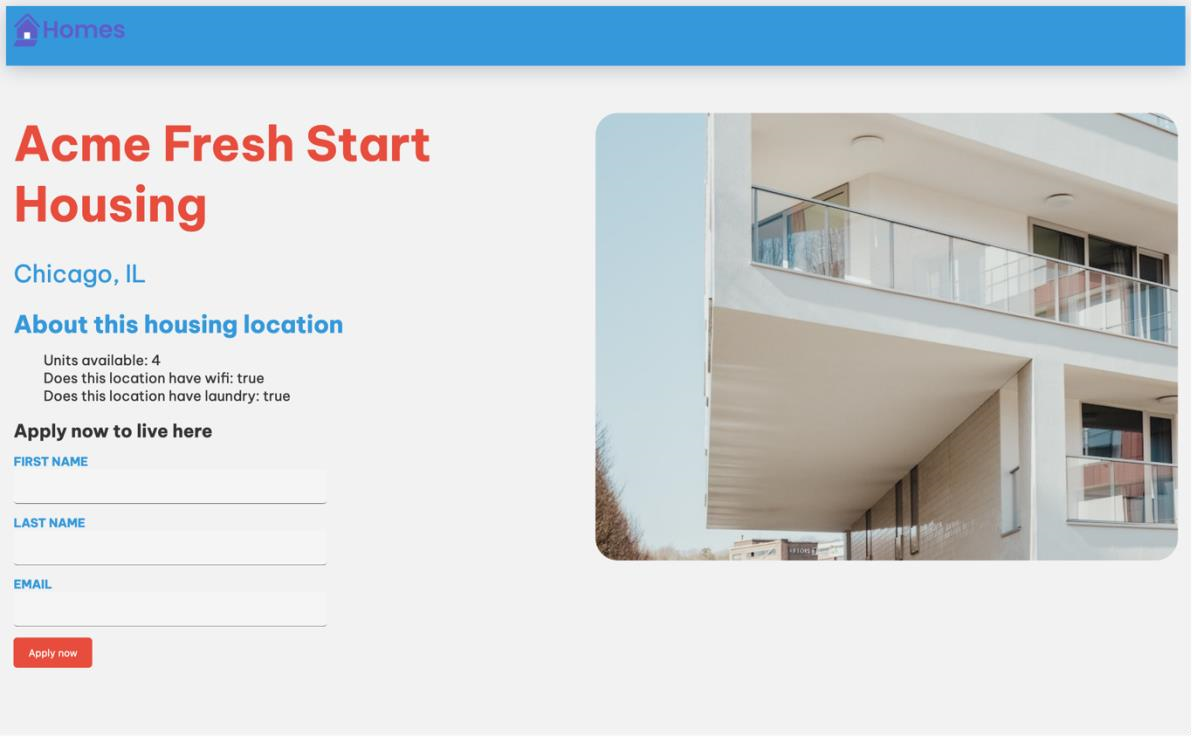 Homes
Acme Fresh Start
Housing
Chicago, IL
About this housing location
Units available: 4
Does this location have wifi: true
Does this location have laundry: true
Apply now to live here
FIRST NAME
LAST NAME
EMAIL
Apply now